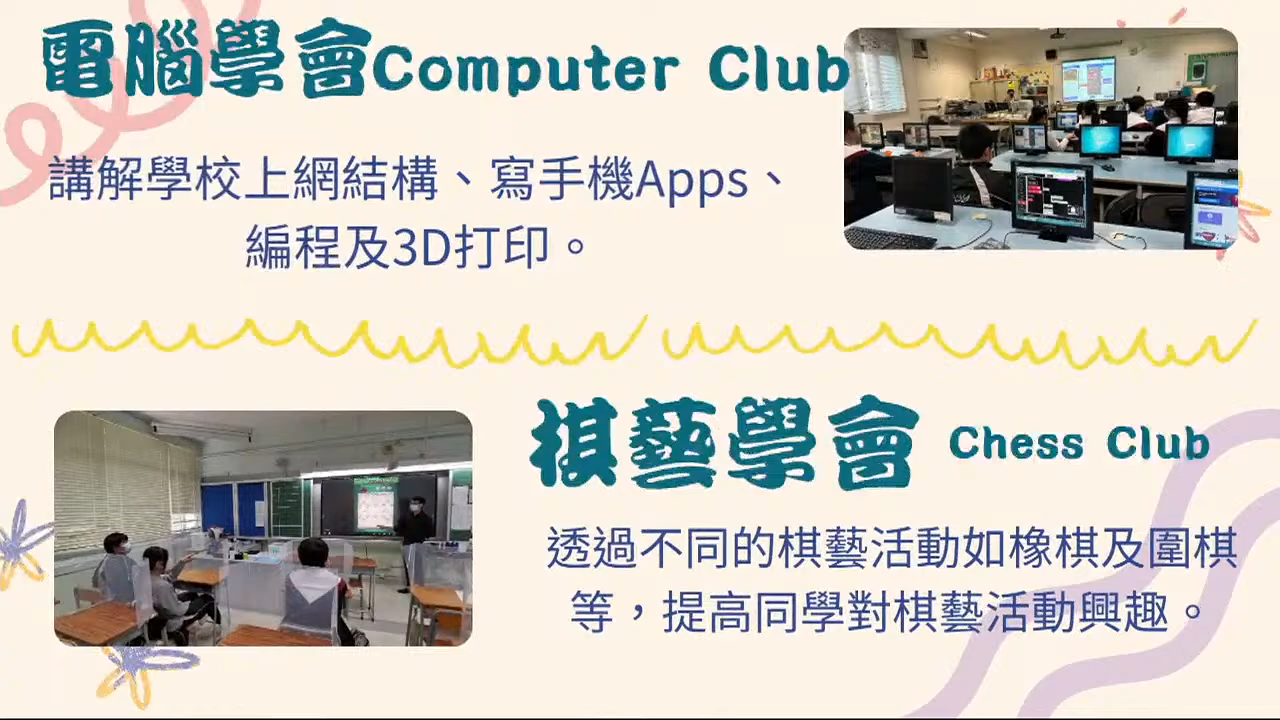 電腦學會Computer Club
講解學校上網結構、寫手機Apps、
編程及3D打印。
棋藝學會 Chess Club
透過不同的棋藝活動如橡棋及圍棋
等，提高同學對棋藝活動興趣。